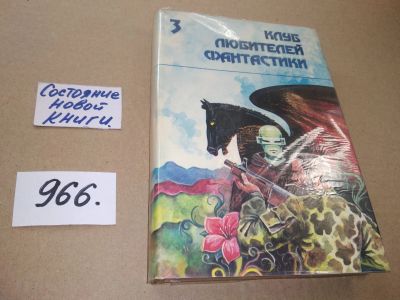 3
КЛУБ
ЛЮБИТЕЛЕЙ
ФАНТАСТИКИ
Состояние
новой
книги.
966.